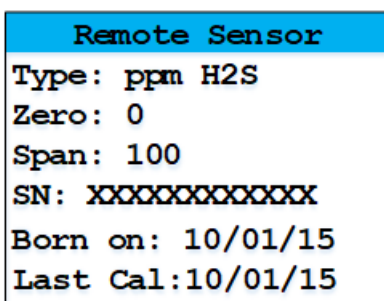 Remote Sensor
Type: ppm H2S
Zero: 0
Span: 100
SN: XXXXXXXXXXXX
Born on: 10/01/15
Last Cal:10/01/15